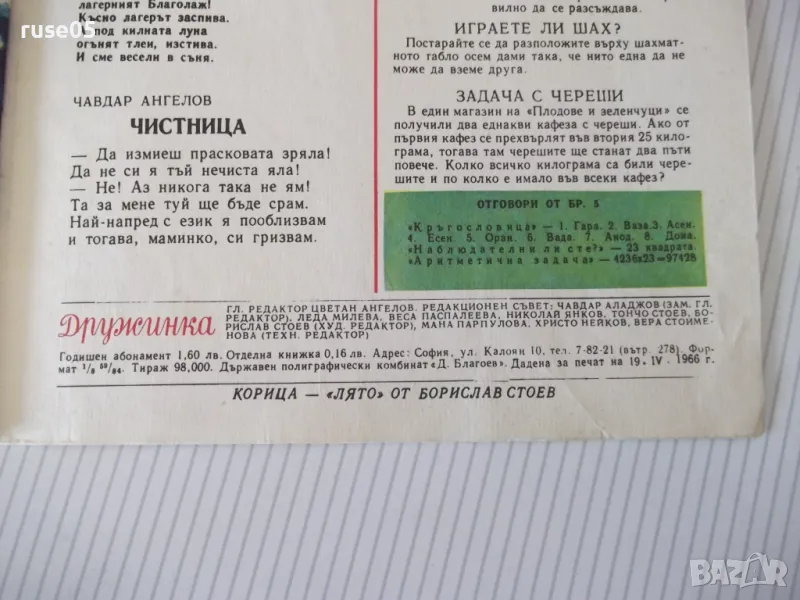 ruse05
лагерният Благолаж!
Късно лагерът заспива.
под килната луна
огънят тлеи, изстива.
И сме весели в съня.
ЧАВДАР АНГЕЛОВ
ЧИСТНИЦА
— Да измиеш прасковата зряла!
Да не си я тъй нечиста яла!
— Не! Аз никога така не ям!
Та за мене туй ще бъде срам.
Най-напред с език я пооблизвам
и тогава, маминко, си гризвам.
вилно да се разсъждава.
ИГРАЕТЕ ЛИ ШАХ?
Постарайте се да разположите върху шахмат-
ното табло осем дами така, че нито една да не
може да вземе друга.
ЗАДАЧА С ЧЕРЕШИ
В един магазин на «Плодове и зеленчуци» се
получили два еднакви кафеза с череши. Ако от
първия кафез се прехвърлят във втория 25 кило-
грама, тогава там черешите ще станат два пъти
повече. Колко всичко килограма са били чере-
шите и по колко е имало във всеки кафез?
ОТГОВОРИ ОТ БР. 5
«Кръгословица» — 1. Гара. 2. Ваза. 3. Асен.
4. Есен. 5. Оран. 6. Вада. 7. Анод. 8. Дона.
«Наблюдателни ли сте?» — 23 квадрата.
«Аритметична задача» — 4236х23=97428
Дружинка
ГЛ. РЕДАКТОР ЦВЕТАН АНГЕЛОВ. РЕДАКЦИОНЕН СЪВЕТ: ЧАВДАР АЛАДЖОВ (ЗАМ. ГЛ.
РЕДАКТОР). ЛЕДА МИЛЕВА, ВЕСА ПАСПАЛЕЕВА, НИКОЛАЙ ЯНКОВ, ТОНЧО СТОЕВ, БО-
РИСЛАВ СТОЕВ (ХУД. РЕДАКТОР), МАНА ПАРПУЛОВА, ХРИСТО НЕЙКОВ, ВЕРА СТОИМЕ-
НОВА (ТЕХН. РЕДАКТОР)
Годишен абонамент 1,60 лв. Отделна книжка 0,16 лв. Адрес: София, ул. Калоян 10, тел. 7-82-21 (вътр. 278). Фор-
мат 1/8 59/84. Тираж 98,000. Държавен полиграфически комбинат «Д. Благоев». Дадена за печат на 19. IV. 1966 г.
КОРИЦА — «ЛЯТО» ОТ БОРИСЛАВ СТОЕВ
BAZAR